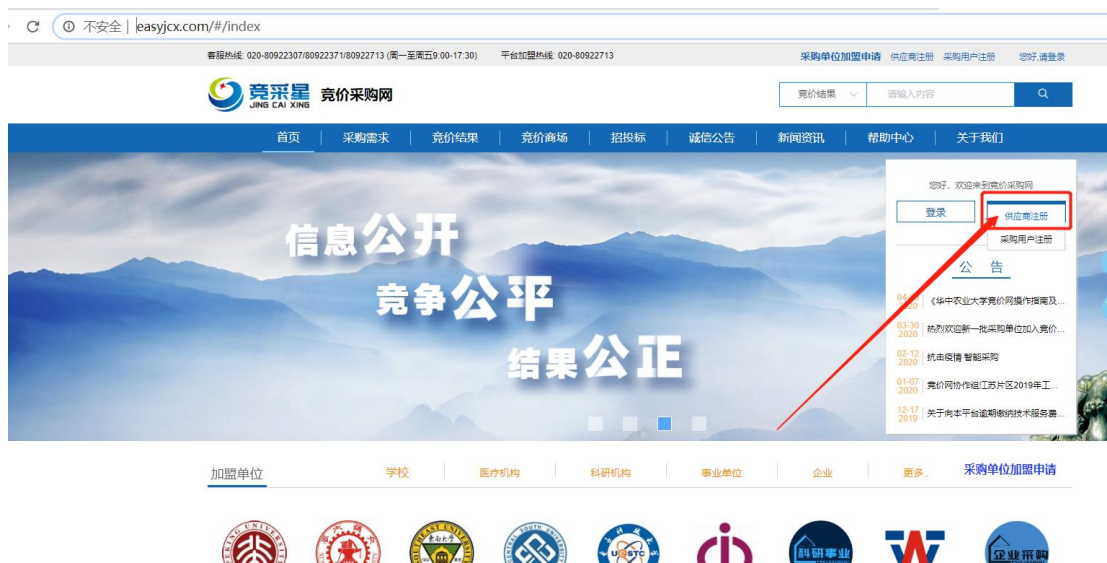 不安全 | easyjcx.com/#/index
客服热线: 020-80922307/80922371/80922713 (周一至周五9:00-17:30) 平台加盟热线: 020-80922713 采购单位加盟申请 供应商注册 采购用户注册 您好,请登录
竞采星 竞价采购网
JING CAI XING
竞价结果 请输入内容
首页 采购需求 竞价结果 竞价商场 招投标 诚信公告 新闻资讯 帮助中心 关于我们
您好、欢迎来到竞价采购网
登录 供应商注册
采购用户注册
信息公开
竞争公平
结果公正
公 告
2020 《华中农业大学竞价网操作指南及...
03-30 2020 热烈欢迎新一批采购单位加入竞价...
02-12 2020 抗击疫情 智能采购
01-07 2020 竞价网协作组江苏片区2019年工...
12-17 2019 关于向本平台逾期缴纳技术服务费...
加盟单位 学校 医疗机构 科研机构 事业单位 企业 更多.. 采购单位加盟申请
科研事业
企业采购